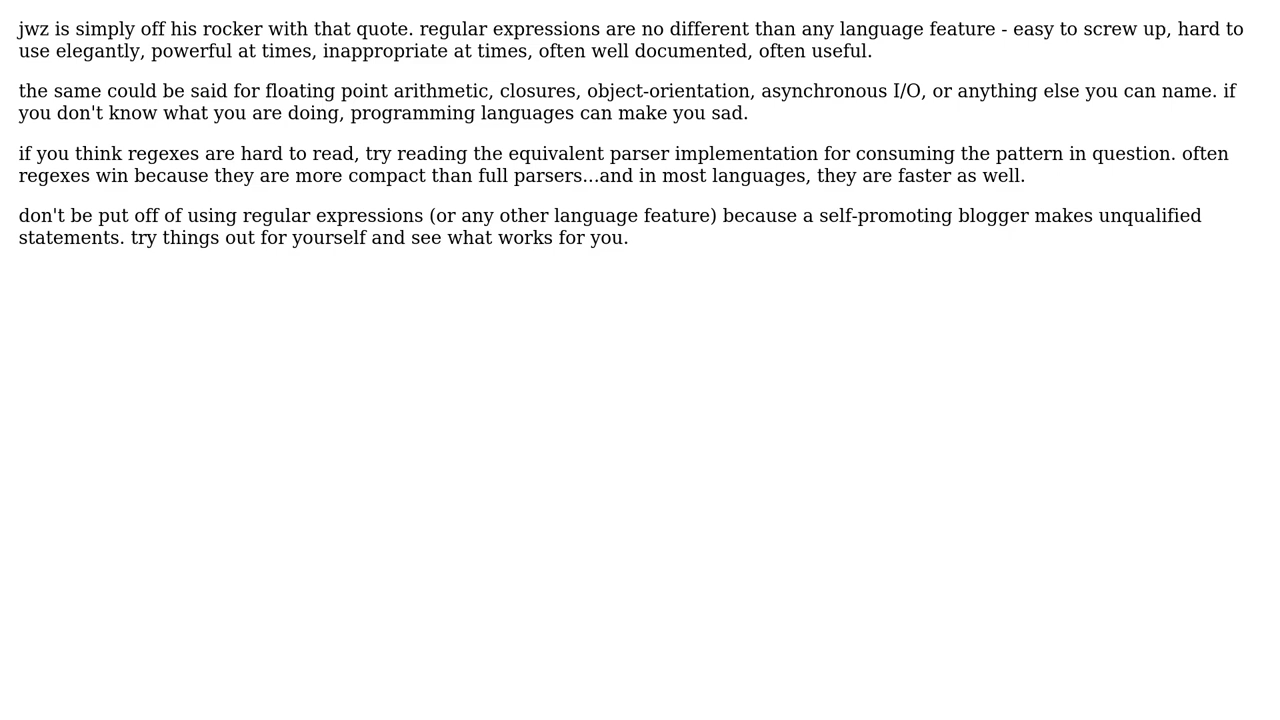 jwz is simply off his rocker with that quote. regular expressions are no different than any language feature - easy to screw up, hard to
use elegantly, powerful at times, inappropriate at times, often well documented, often useful.
the same could be said for floating point arithmetic, closures, object-orientation, asynchronous I/O, or anything else you can name. if
you don't know what you are doing, programming languages can make you sad.
if you think regexes are hard to read, try reading the equivalent parser implementation for consuming the pattern in question. often
regexes win because they are more compact than full parsers...and in most languages, they are faster as well.
don't be put off of using regular expressions (or any other language feature) because a self-promoting blogger makes unqualified
statements. try things out for yourself and see what works for you.